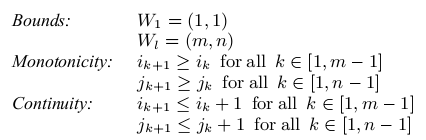 Bounds: W₁ = (1, 1)
W_l = (m, n)
Monotonicity: i_{k+1} ≥ i_k for all k ∈ [1, m − 1]
j_{k+1} ≥ j_k for all k ∈ [1, n − 1]
Continuity: i_{k+1} ≤ i_k + 1 for all k ∈ [1, m − 1]
j_{k+1} ≤ j_k + 1 for all k ∈ [1, n − 1]